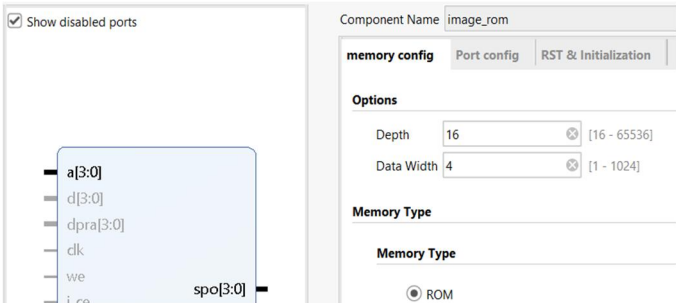 Show disabled ports
a[3:0]
d[3:0]
dpra[3:0]
clk
we
i_ce
spo[3:0]
Component Name image_rom
memory config Port config RST & Initialization
Options
Depth 16 [16 - 65536]
Data Width 4 [1 - 1024]
Memory Type
Memory Type
ROM